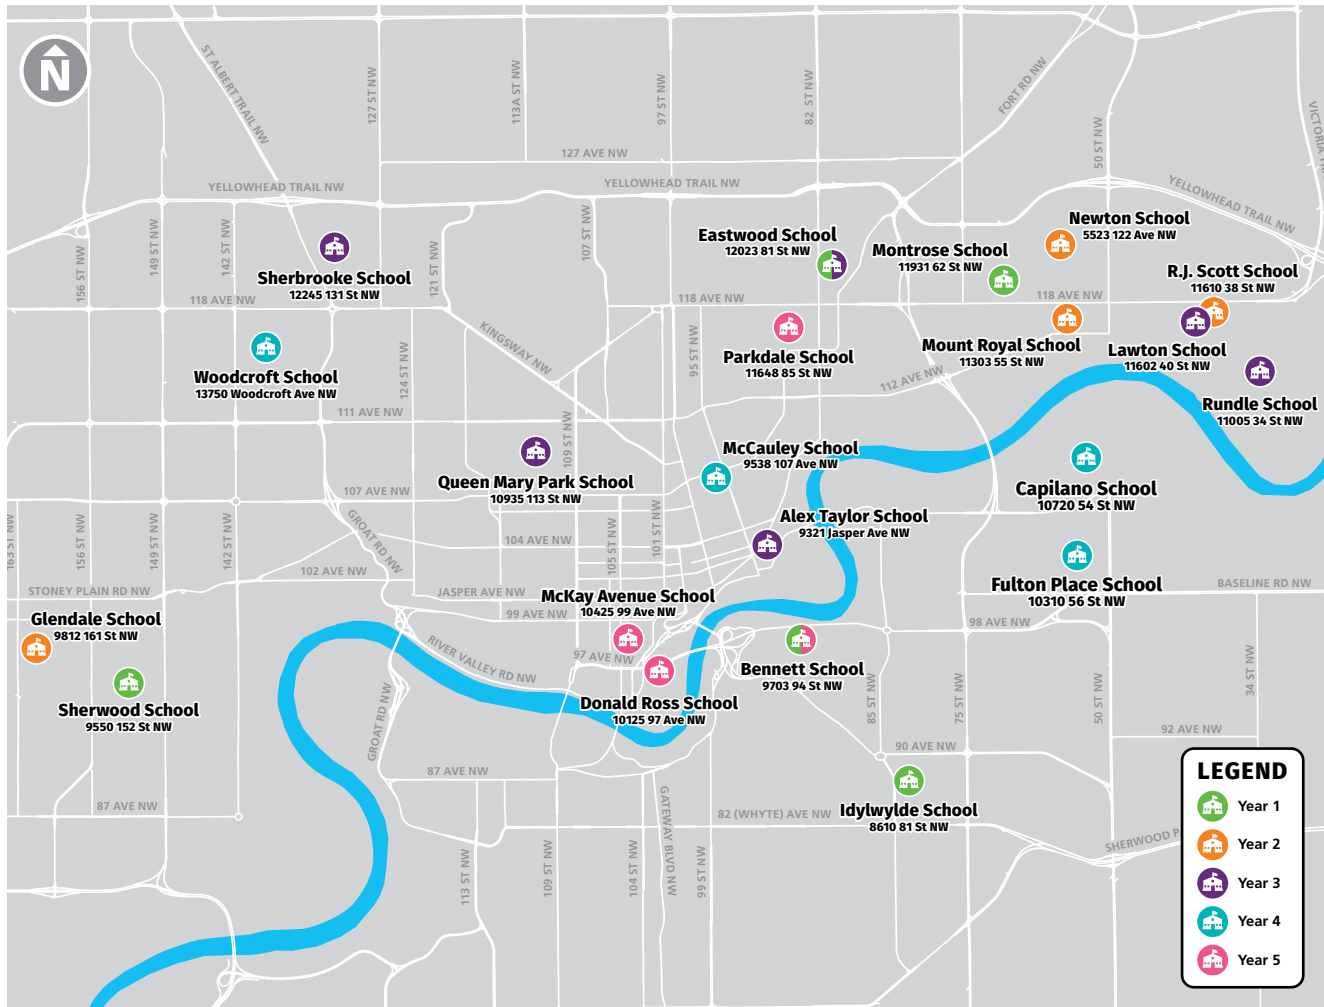 N
ST ALBERT TRAIL NW
127 ST NW
113A ST NW
97 ST NW
82 ST NW
FORT RD NW
50 ST NW
127 AVE NW
YELLOWHEAD TRAIL NW
YELLOWHEAD TRAIL NW
YELLOWHEAD TRAIL NW
156 ST NW
149 ST NW
142 ST NW
121 ST NW
107 ST NW
Sherbrooke School
12245 131 St NW
Eastwood School
12023 81 St NW
Montrose School
11931 62 St NW
Newton School
5523 122 Ave NW
R.J. Scott School
11610 38 St NW
118 AVE NW
118 AVE NW
118 AVE NW
KINGSWAY NW
95 ST NW
124 ST NW
Woodcroft School
13750 Woodcroft Ave NW
Parkdale School
11648 85 St NW
Mount Royal School
11303 55 St NW
Lawton School
11602 40 St NW
Rundle School
11005 34 St NW
112 AVE NW
111 AVE NW
109 ST NW
Queen Mary Park School
10935 113 St NW
McCauley School
9538 107 Ave NW
Capilano School
10720 54 St NW
107 AVE NW
GROAT RD NW
105 ST NW
101 ST NW
Alex Taylor School
9321 Jasper Ave NW
163 ST NW
156 ST NW
149 ST NW
142 ST NW
104 AVE NW
102 AVE NW
STONEY PLAIN RD NW
JASPER AVE NW
99 AVE NW
McKay Avenue School
10425 99 Ave NW
Fulton Place School
10310 56 St NW
BASELINE RD NW
98 AVE NW
Glendale School
9812 161 St NW
RIVER VALLEY RD NW
97 AVE NW
Bennett School
9703 94 St NW
Sherwood School
9550 152 St NW
Donald Ross School
10125 97 Ave NW
GROAT RD NW
85 ST NW
75 ST NW
50 ST NW
34 ST NW
92 AVE NW
90 AVE NW
87 AVE NW
87 AVE NW
Idylwylde School
8610 81 St NW
82 (WHYTE) AVE NW
113 ST NW
109 ST NW
104 ST NW
GATEWAY BLVD NW
99 ST NW
LEGEND
Year 1
Year 2
Year 3
Year 4
Year 5